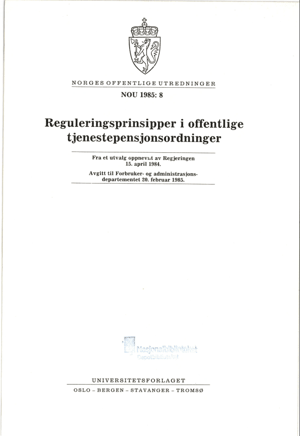 NORGES OFFENTLIGE UTREDNINGER
NOU 1985: 8
Reguleringsprinsipper i offentlige
tjenestepensjonsordninger
Fra et utvalg oppnevnt av Regjeringen
15. april 1984.
Avgitt til Forbruker- og administrasjons-
departementet 20. februar 1985.
Nasjonalbiblioteket
UNIVERSITETSFORLAGET
OSLO – BERGEN – STAVANGER – TROMSØ